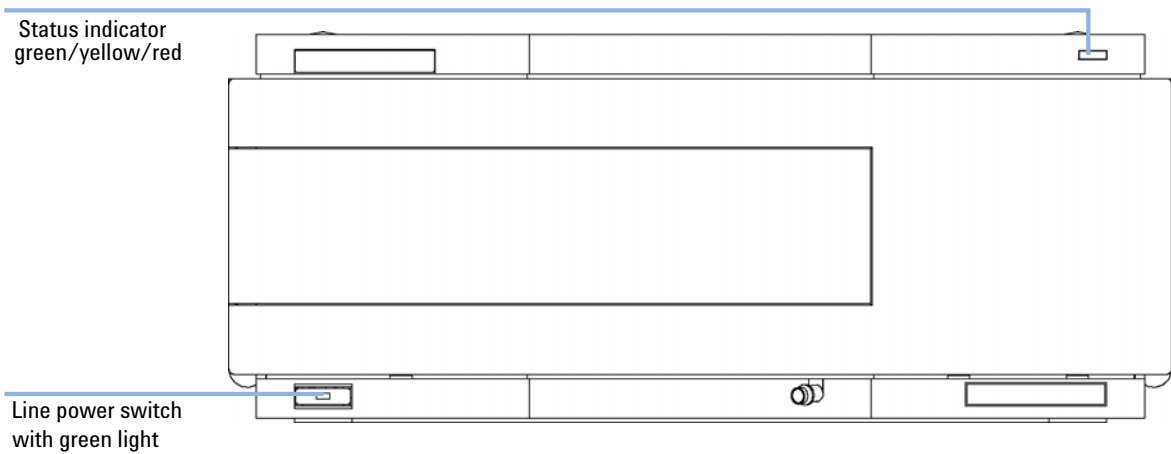 Status indicator
green/yellow/red
Line power switch
with green light